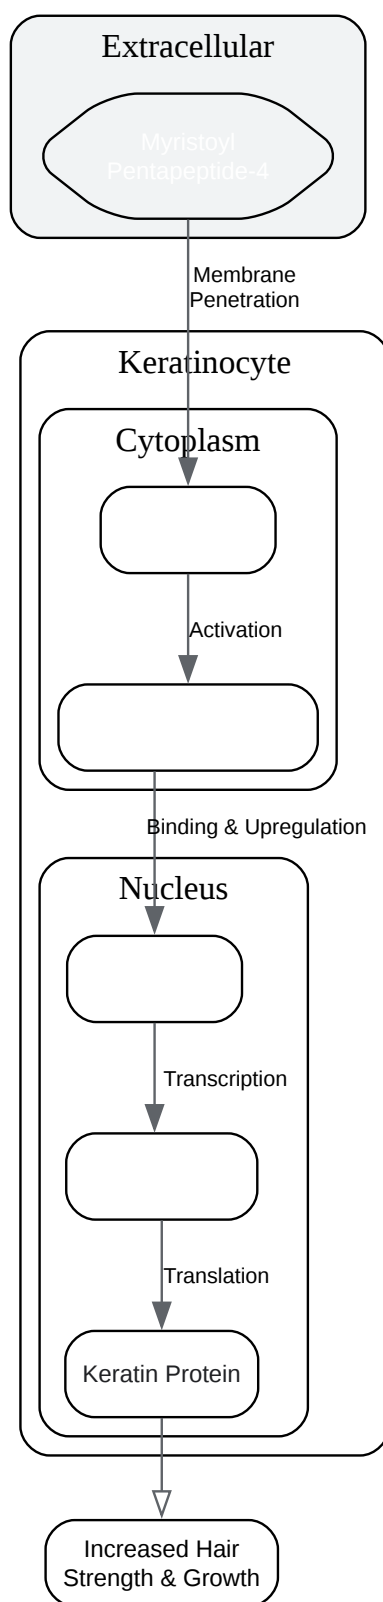 Extracellular
Myristoyl
Pentapeptide-4
Membrane
Penetration
Keratinocyte
Cytoplasm
Activation
Binding & Upregulation
Nucleus
Transcription
Translation
Keratin Protein
Increased Hair
Strength & Growth